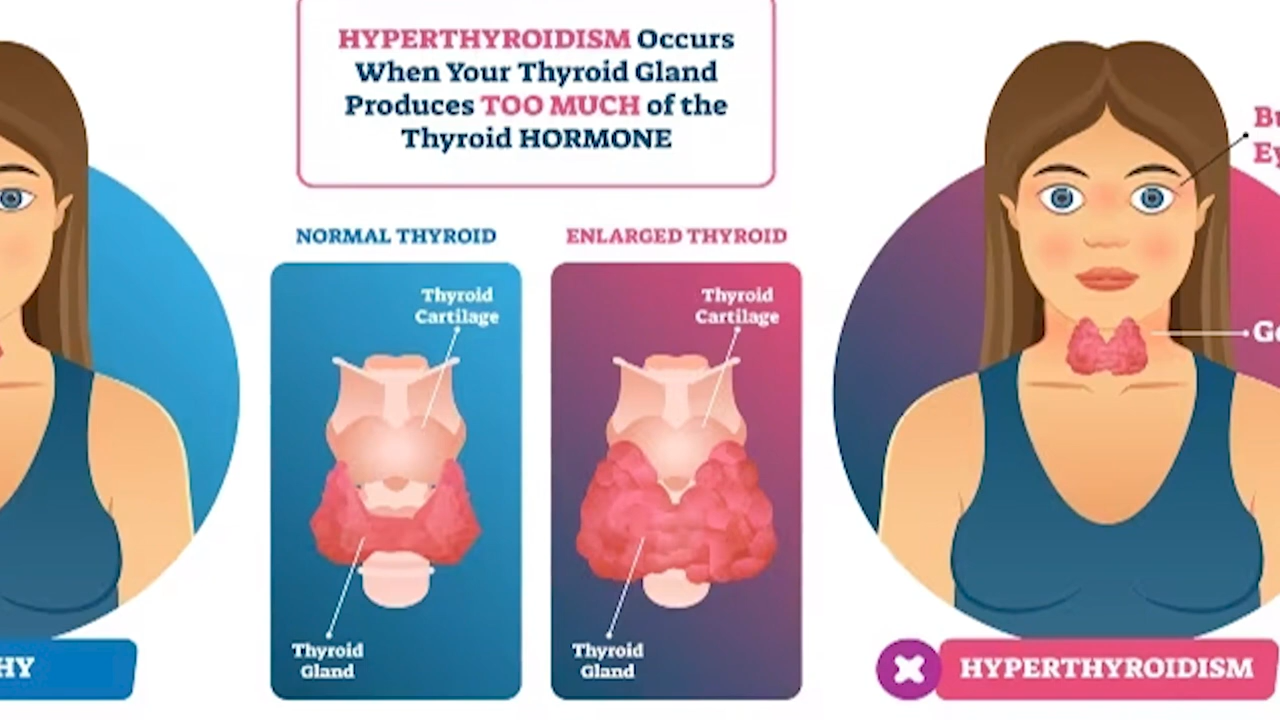 HYPERTHYROIDISM Occurs
When Your Thyroid Gland
Produces TOO MUCH of the
Thyroid HORMONE
NORMAL THYROID
ENLARGED THYROID
Thyroid
Cartilage
Thyroid
Cartilage
Thyroid
Gland
Thyroid
Gland
HYPERTHYROIDISM